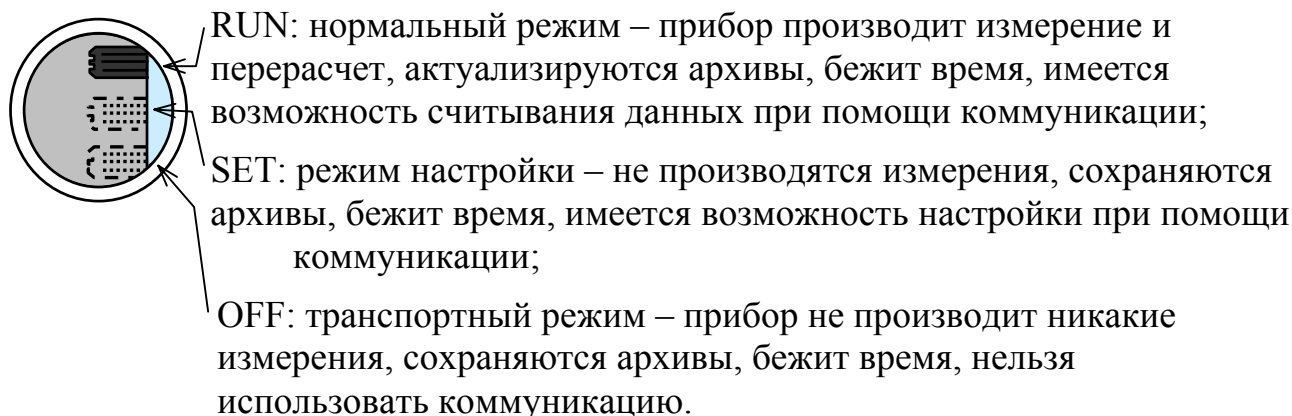 RUN: нормальный режим – прибор производит измерение и
перерасчет, актуализируются архивы, бежит время, имеется
возможность считывания данных при помощи коммуникации;
SET: режим настройки – не производятся измерения, сохраняются
архивы, бежит время, имеется возможность настройки при помощи
коммуникации;
OFF: транспортный режим – прибор не производит никакие
измерения, сохраняются архивы, бежит время, нельзя
использовать коммуникацию.